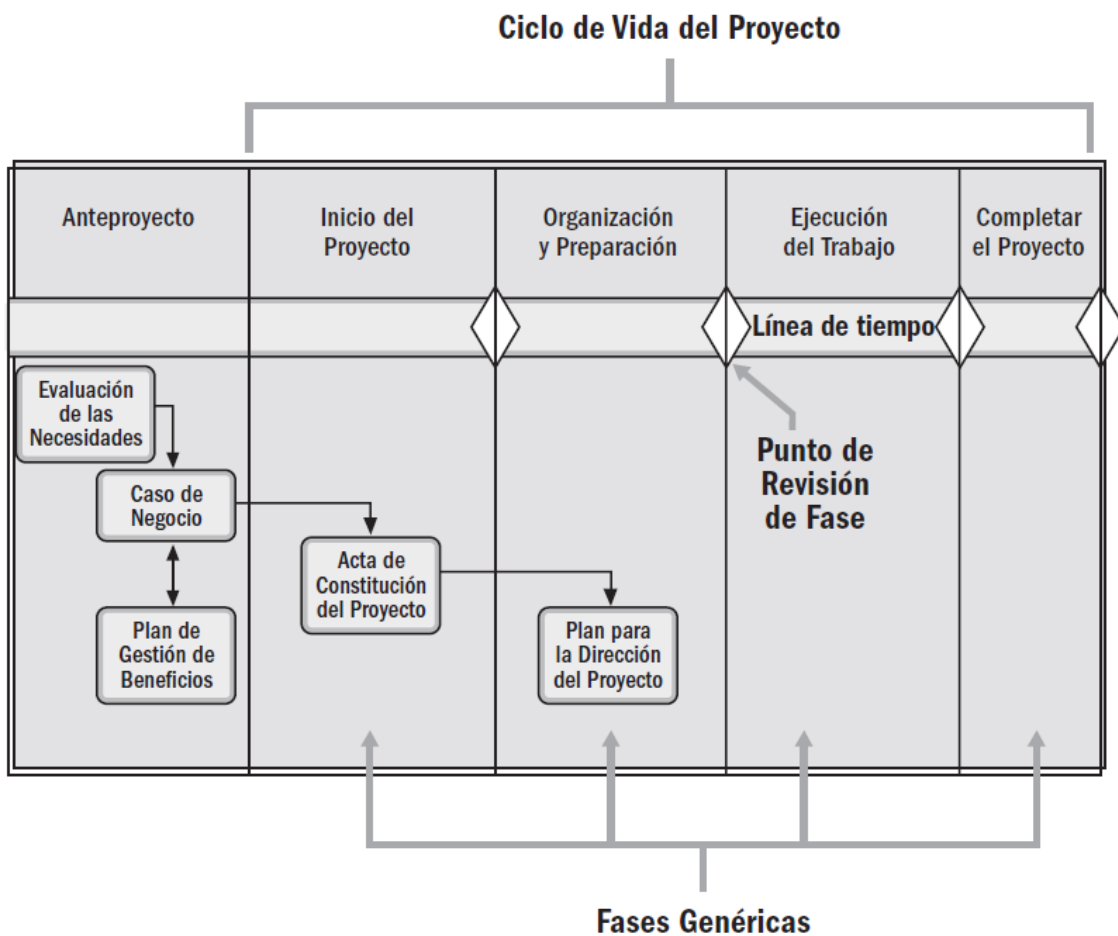 Ciclo de Vida del Proyecto
Anteproyecto
Inicio del
Proyecto
Organización
y Preparación
Ejecución
del Trabajo
Completar
el Proyecto
Línea de tiempo
Evaluación
de las
Necesidades
Caso de
Negocio
Plan de
Gestión de
Beneficios
Acta de
Constitución
del Proyecto
Plan para
la Dirección
del Proyecto
Punto de
Revisión
de Fase
Fases Genéricas